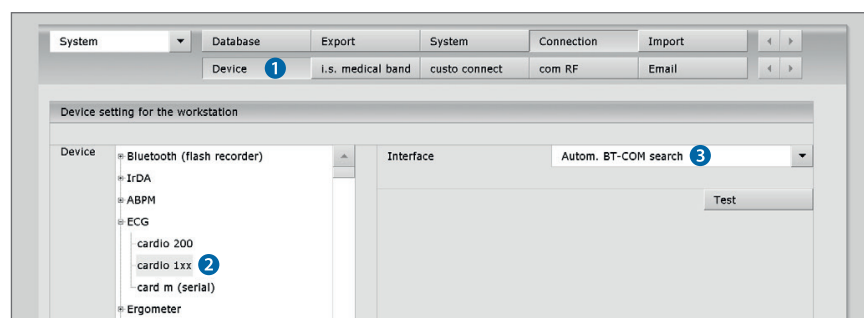 System Database Export System Connection Import
Device 1 i.s. medical band custo connect com RF Email
Device setting for the workstation
Device Bluetooth (flash recorder) Interface Autom. BT-COM search 3
IrDA
ABPM Test
ECG
cardio 200
cardio 1xx 2
card m (serial)
Ergometer